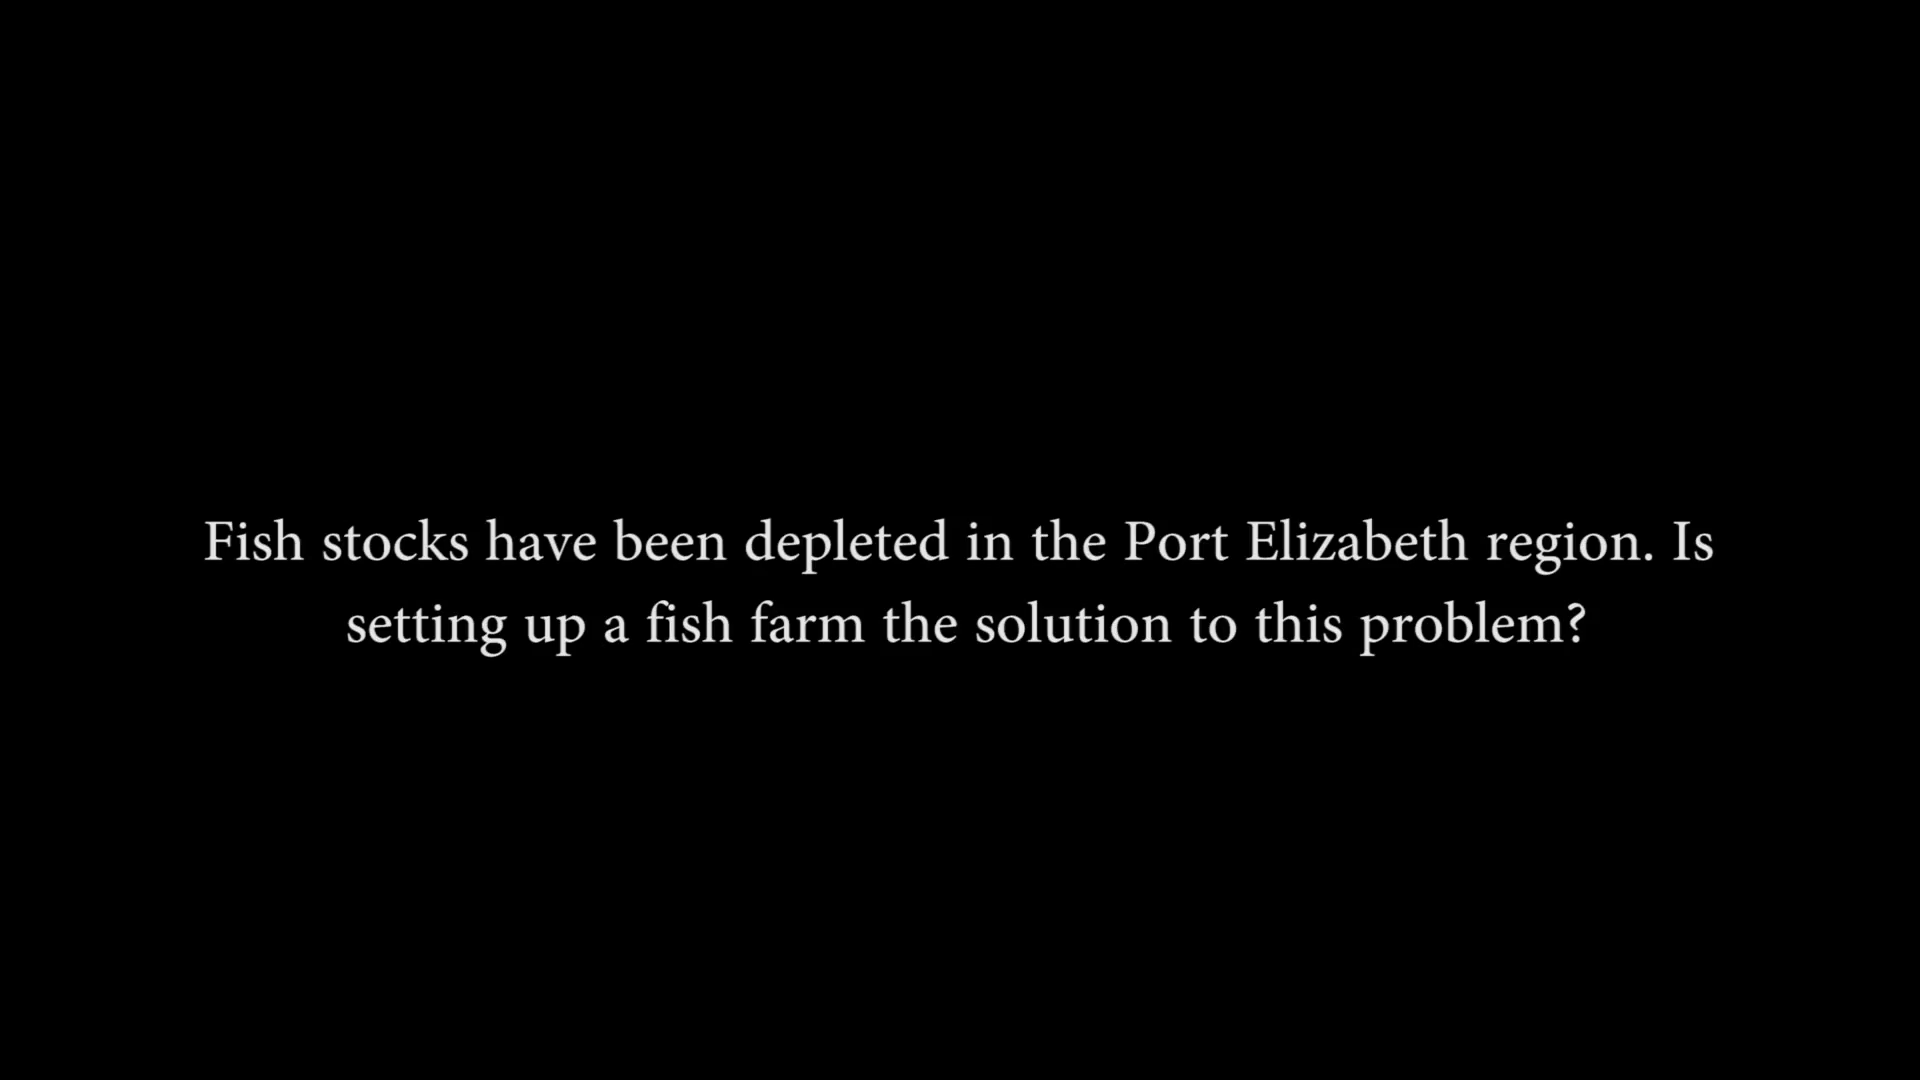 Fish stocks have been depleted in the Port Elizabeth region. Is
setting up a fish farm the solution to this problem?